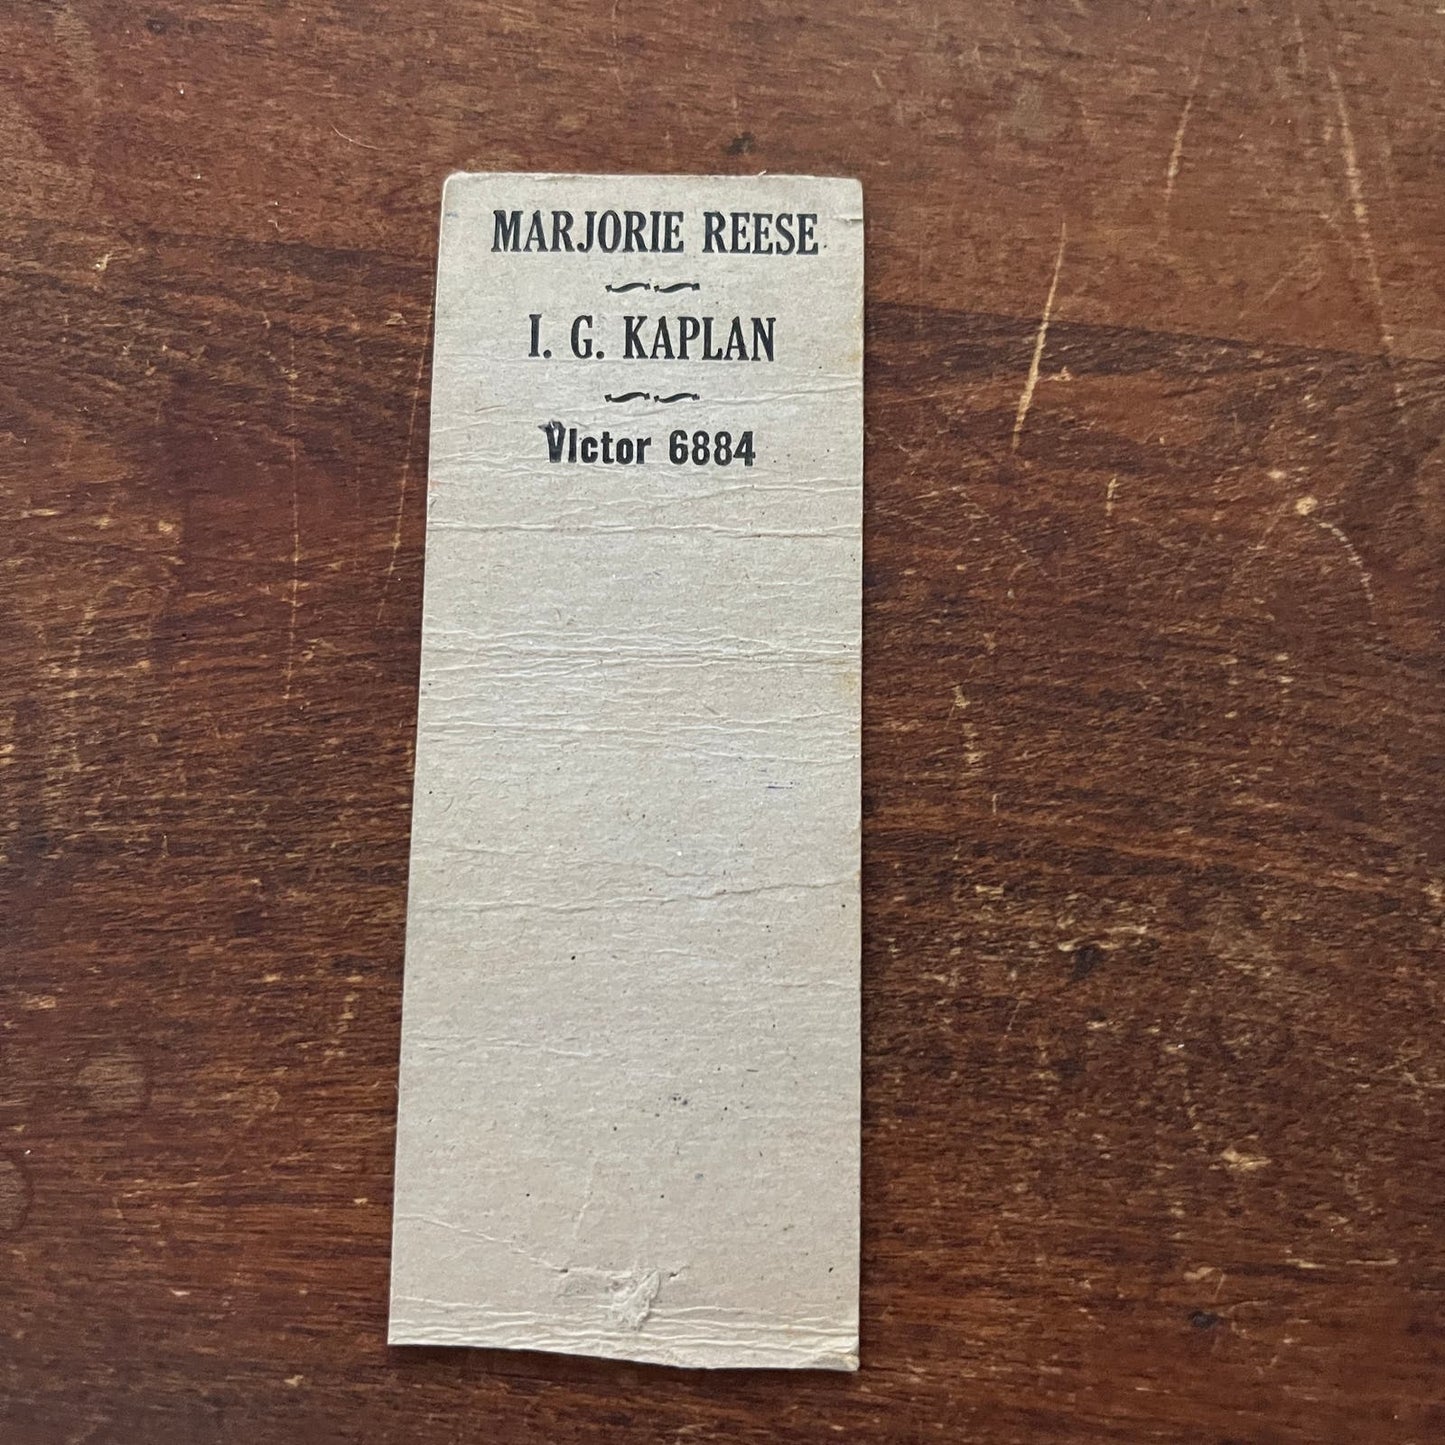 MARJORIE REESE
I. G. KAPLAN
VIctor 6884